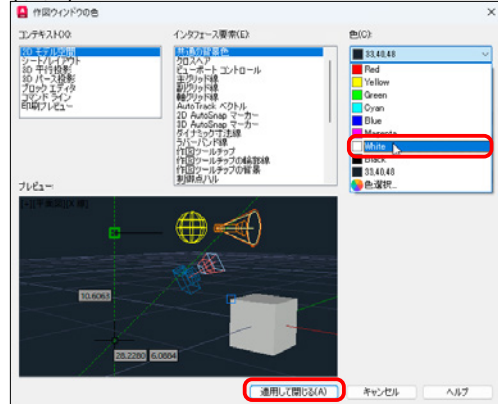 作図ウィンドウの色
コンテキスト(X):
インタフェース要素(E):
色(C):
2D モデル空間
シート/レイアウト
3D 平行投影
3D パース投影
ブロック エディタ
コマンド ライン
印刷プレビュー
共通の背景色
クロスヘア
ビューポート コントロール
主グリッド線
副グリッド線
軸グリッド線
AutoTrack ベクトル
2D AutoSnap マーカー
3D AutoSnap マーカー
ダイナミック寸法線
ラバーバンド線
作図ツールチップ
作図ツールチップの輪郭線
作図ツールチップの背景
制御点ハル
33,40,48
Red
Yellow
Green
Cyan
Blue
Magenta
White
Black
33,40,48
色選択...
プレビュー:
[-][平面図][X線]
10.6063
28.2280
6.0884
適用して閉じる(A)
キャンセル
ヘルプ